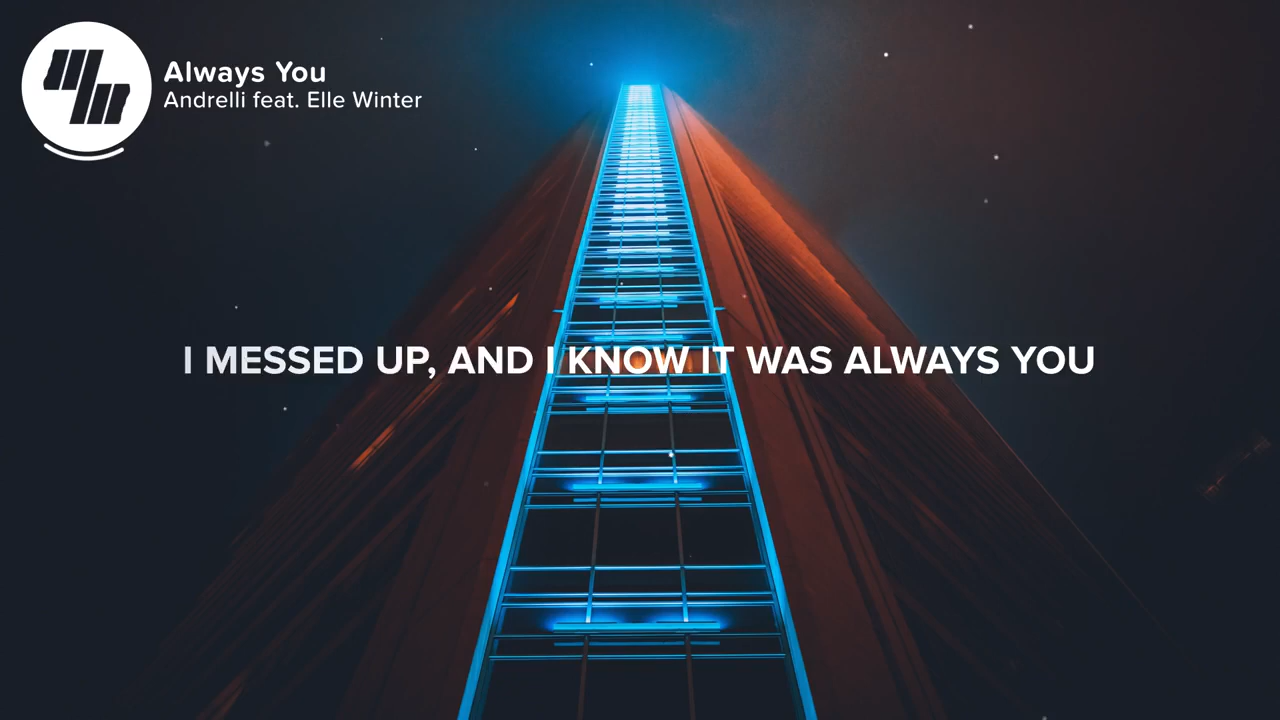 Always You
Andrelli feat. Elle Winter
I MESSED UP, AND I KNOW IT WAS ALWAYS YOU